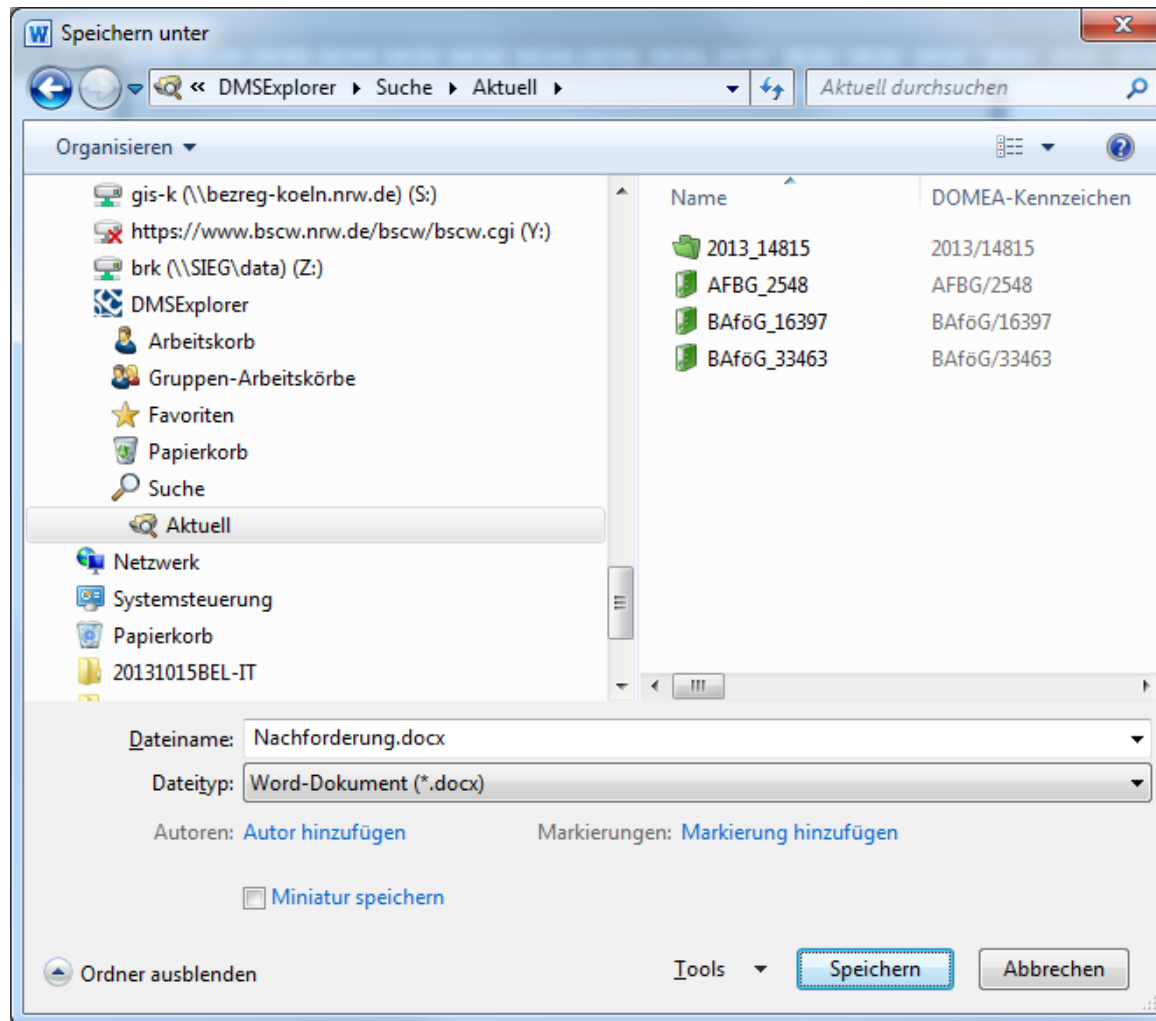 Speichern unter
« DMSExplorer Suche Aktuell
Aktuell durchsuchen
Organisieren
gis-k (\\bezreg-koeln.nrw.de) (S:)
https://www.bscw.nrw.de/bscw/bscw.cgi (Y:)
brk (\\SIEG\data) (Z:)
DMSExplorer
Arbeitskorb
Gruppen-Arbeitskörbe
Favoriten
Papierkorb
Suche
Aktuell
Netzwerk
Systemsteuerung
Papierkorb
20131015BEL-IT
Name DOMEA-Kennzeichen
2013_14815 2013/14815
AFBG_2548 AFBG/2548
BAföG_16397 BAföG/16397
BAföG_33463 BAföG/33463
Dateiname: Nachforderung.docx
Dateityp: Word-Dokument (*.docx)
Autoren: Autor hinzufügen Markierungen: Markierung hinzufügen
Miniatur speichern
Ordner ausblenden Tools Speichern Abbrechen